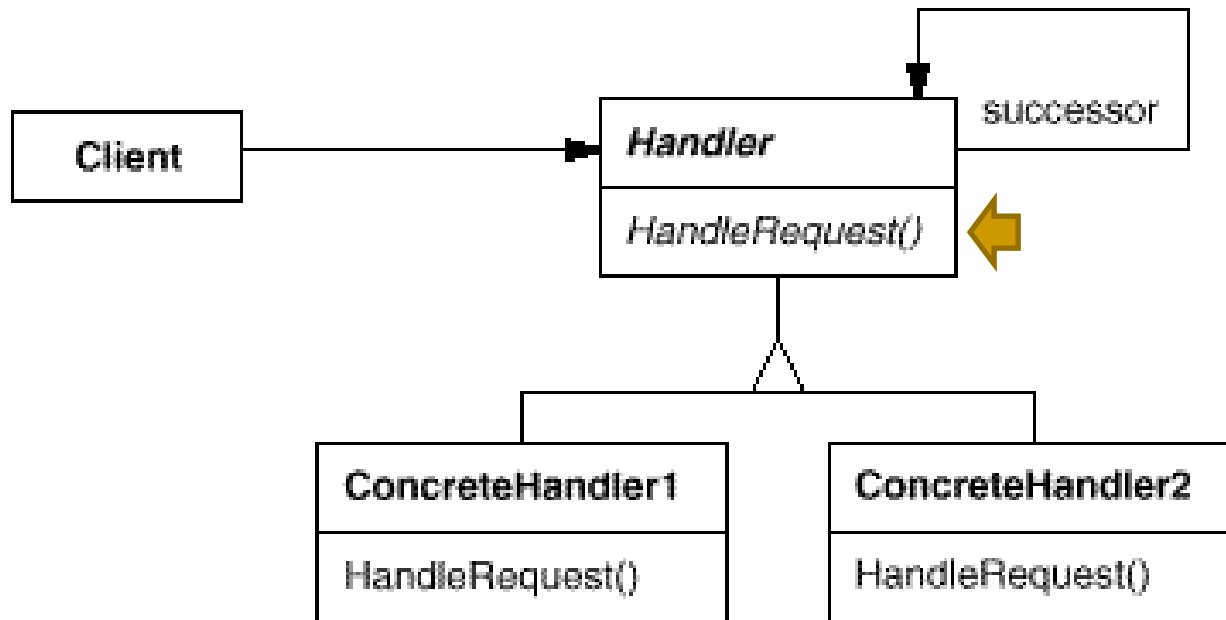 successor
Client
Handler
HandleRequest()
ConcreteHandler1
ConcreteHandler2
HandleRequest()
HandleRequest()